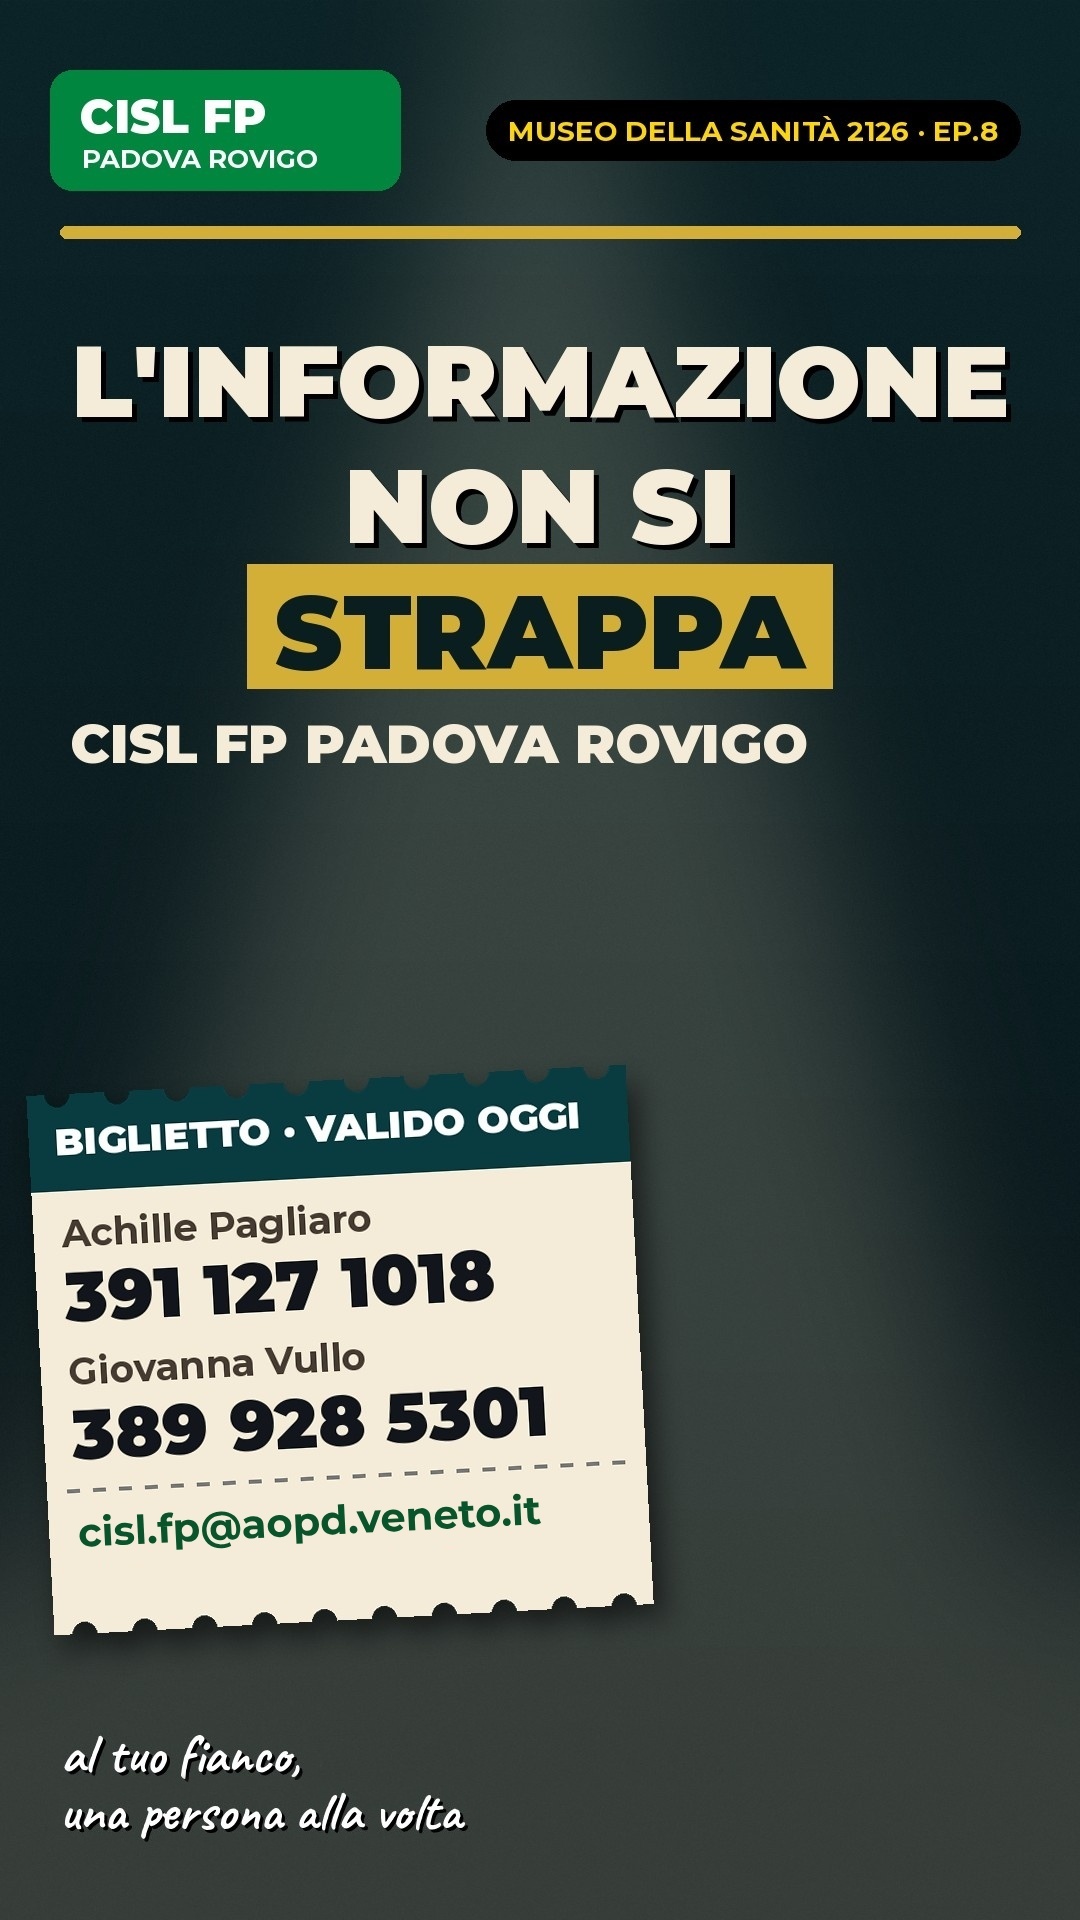 CISL FP
PADOVA ROVIGO
MUSEO DELLA SANITÀ 2126 · EP.8
L'INFORMAZIONE
NON SI
STRAPPA
CISL FP PADOVA ROVIGO
BIGLIETTO · VALIDO OGGI
Achille Pagliaro
391 127 1018
Giovanna Vullo
389 928 5301
cisl.fp@aopd.veneto.it
al tuo fianco,
una persona alla volta